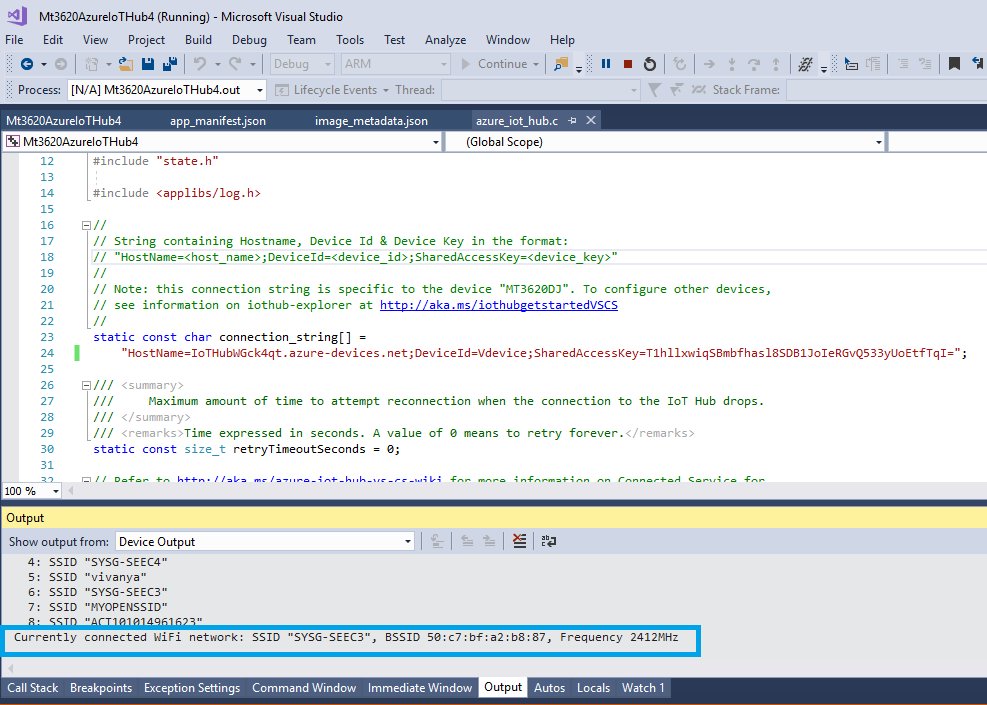 Mt3620AzureIoTHub4 (Running) - Microsoft Visual Studio
File Edit View Project Build Debug Team Tools Test Analyze Window Help
Debug ARM Continue
Process: [N/A] Mt3620AzureIoTHub4.out Lifecycle Events Thread: Stack Frame:
Mt3620AzureIoTHub4 app_manifest.json image_metadata.json azure_iot_hub.c
Mt3620AzureIoTHub4 (Global Scope)
12 #include "state.h"
13
14 #include <applibs/log.h>
15
16 //
17 // String containing Hostname, Device Id & Device Key in the format:
18 // "HostName=<host_name>;DeviceId=<device_id>;SharedAccessKey=<device_key>"
19 //
20 // Note: this connection string is specific to the device "MT3620DJ". To configure other devices,
21 // see information on iothub-explorer at http://aka.ms/iothubgetstartedVSCS
22 //
23 static const char connection_string[] =
24 "HostName=IoTHubWGck4qt.azure-devices.net;DeviceId=Vdevice;SharedAccessKey=T1hllxwiqSBmbfhasl8SDB1JoIeRGvQ533yUoEtfTqI=";
25
26 /// <summary>
27 /// Maximum amount of time to attempt reconnection when the connection to the IoT Hub drops.
28 /// </summary>
29 /// <remarks>Time expressed in seconds. A value of 0 means to retry forever.</remarks>
30 static const size_t retryTimeoutSeconds = 0;
31
32 // Refer to http://aka.ms/azure-iot-hub-vs-cs-wiki for more information on Connected Service for
100 %
Output
Show output from: Device Output
4: SSID "SYSG-SEEC4"
5: SSID "vivanya"
6: SSID "SYSG-SEEC3"
7: SSID "MYOPENSSID"
8: SSID "ACT101014961623"
Currently connected WiFi network: SSID "SYSG-SEEC3", BSSID 50:c7:bf:a2:b8:87, Frequency 2412MHz
Call Stack Breakpoints Exception Settings Command Window Immediate Window Output Autos Locals Watch 1